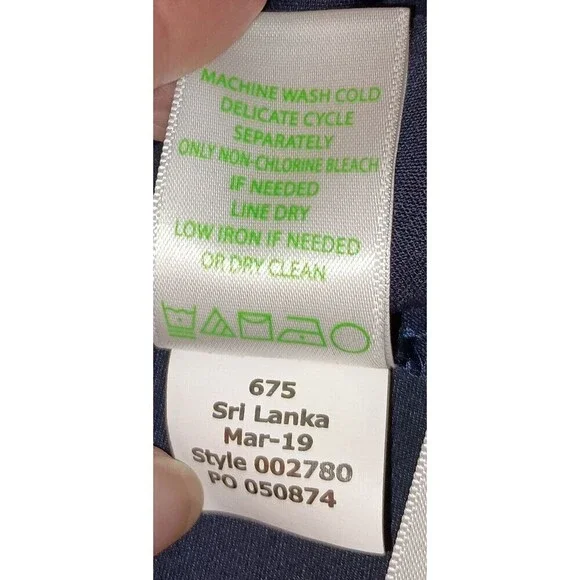 MACHINE WASH COLD
DELICATE CYCLE
SEPARATELY
ONLY NON-CHLORINE BLEACH
IF NEEDED
LINE DRY
LOW IRON IF NEEDED
OR DRY CLEAN
675
Sri Lanka
Mar-19
Style 002780
PO 050874